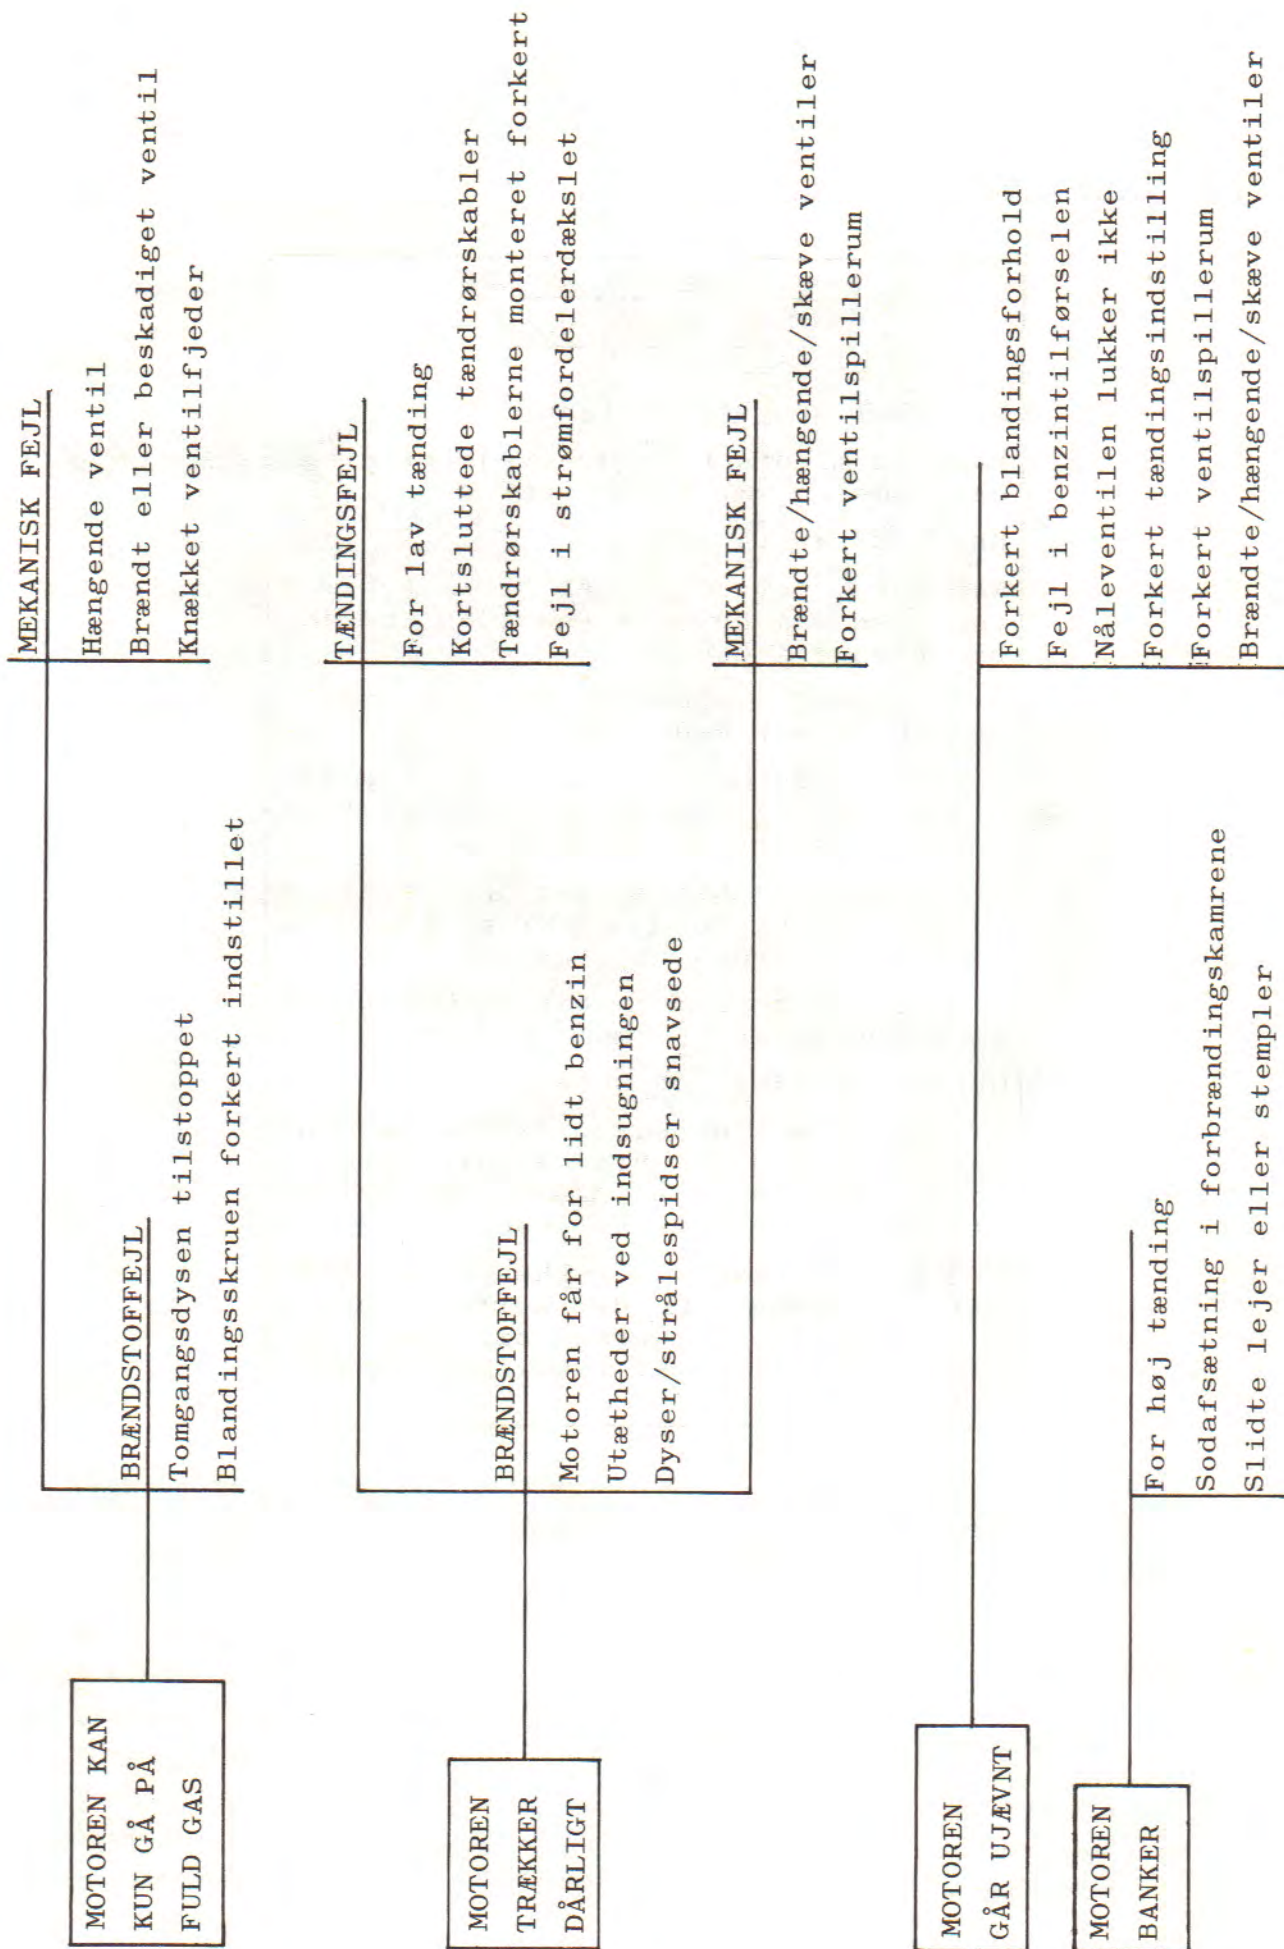 MOTOREN KAN
KUN GÅ PÅ
FULD GAS
BRÆNDSTOFFEJL
Tomgangsdysen tilstoppet
Blandingsskruen forkert indstillet
MEKANISK FEJL
Hængende ventil
Brændt eller beskadiget ventil
Knækket ventilfjeder
MOTOREN
TRÆKKER
DÅRLIGT
BRÆNDSTOFFEJL
Motoren får for lidt benzin
Utætheder ved indsugningen
Dyser/strålespidser snavsede
TÆNDINGSFEJL
For lav tænding
Kortsluttede tændrørskabler
Tændrørskablerne monteret forkert
Fejl i strømfordelerdækslet
MEKANISK FEJL
Brændte/hængende/skæve ventiler
Forkert ventilspillerum
MOTOREN
GÅR UJÆVNT
Forkert blandingsforhold
Fejl i benzintilførselen
Nåleventilen lukker ikke
Forkert tændingsindstilling
Forkert ventilspillerum
Brændte/hængende/skæve ventiler
MOTOREN
BANKER
For høj tænding
Sodafsætning i forbrændingskamrene
Slidte lejer eller stempler